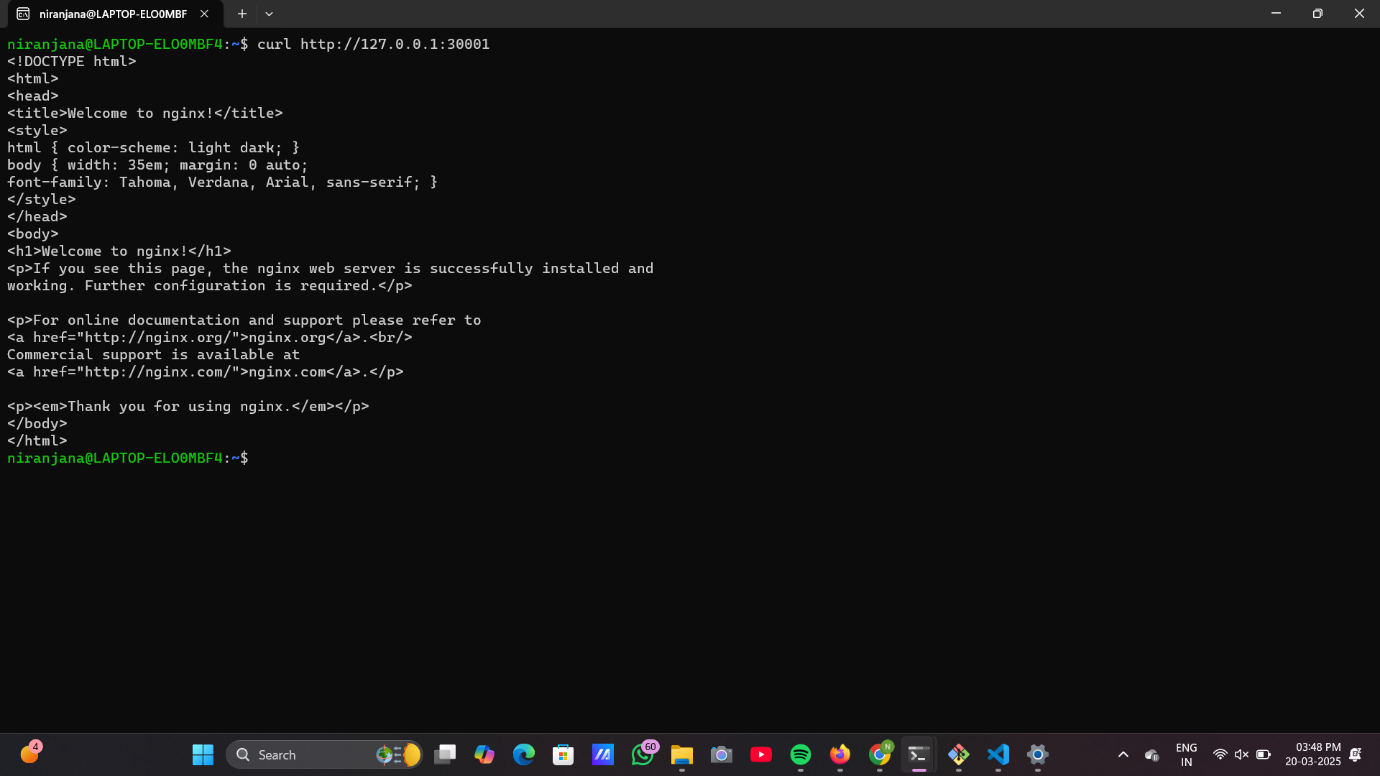 niranjana@LAPTOP-ELO0MBF
niranjana@LAPTOP-ELO0MBF4:~$ curl http://127.0.0.1:30001
<!DOCTYPE html>
<html>
<head>
<title>Welcome to nginx!</title>
<style>
html { color-scheme: light dark; }
body { width: 35em; margin: 0 auto;
font-family: Tahoma, Verdana, Arial, sans-serif; }
</style>
</head>
<body>
<h1>Welcome to nginx!</h1>
<p>If you see this page, the nginx web server is successfully installed and
working. Further configuration is required.</p>

<p>For online documentation and support please refer to
<a href="http://nginx.org/">nginx.org</a>.<br/>
Commercial support is available at
<a href="http://nginx.com/">nginx.com</a>.</p>

<p><em>Thank you for using nginx.</em></p>
</body>
</html>
niranjana@LAPTOP-ELO0MBF4:~$
4
Search
60
N
ENG
IN
03:48 PM
20-03-2025